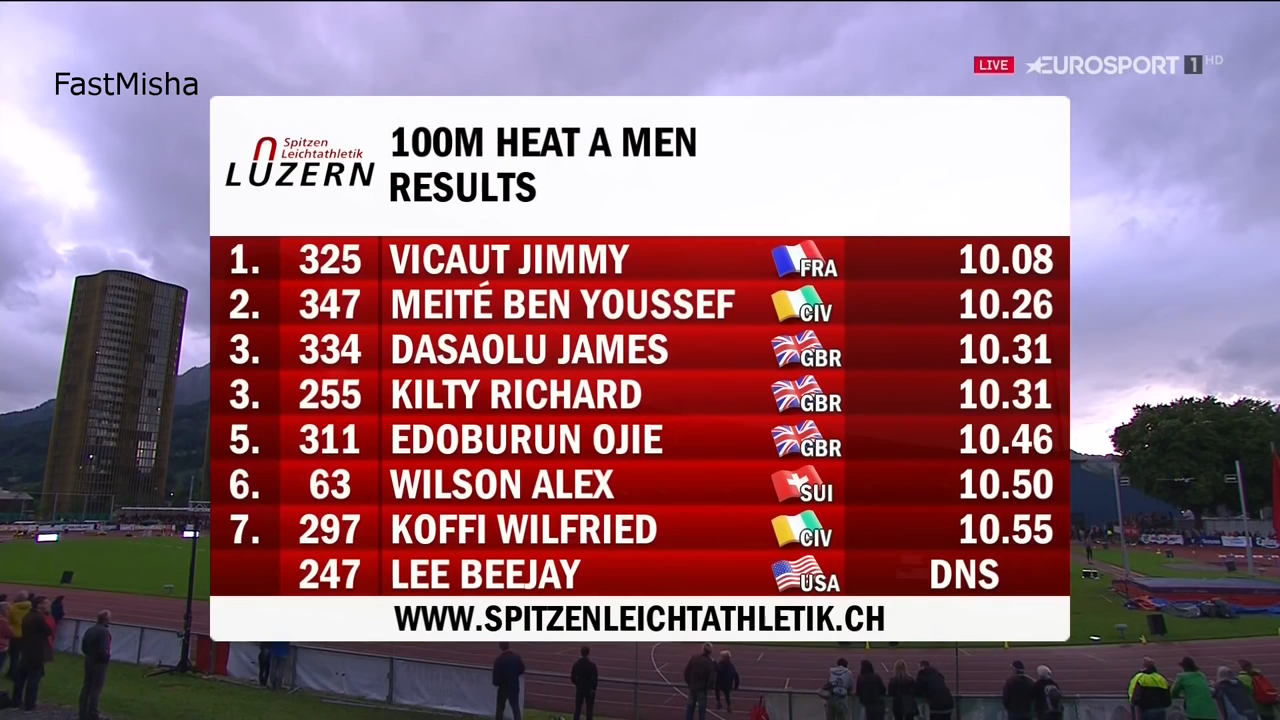 FastMisha
LIVE EUROSPORT 1 HD
Spitzen
Leichtathletik
LUZERN
100M HEAT A MEN
RESULTS
1. 325 VICAUT JIMMY FRA 10.08
2. 347 MEITÉ BEN YOUSSEF CIV 10.26
3. 334 DASAOLU JAMES GBR 10.31
3. 255 KILTY RICHARD GBR 10.31
5. 311 EDOBURUN OJIE GBR 10.46
6. 63 WILSON ALEX SUI 10.50
7. 297 KOFFI WILFRIED CIV 10.55
247 LEE BEEJAY USA DNS
WWW.SPITZENLEICHTATHLETIK.CH